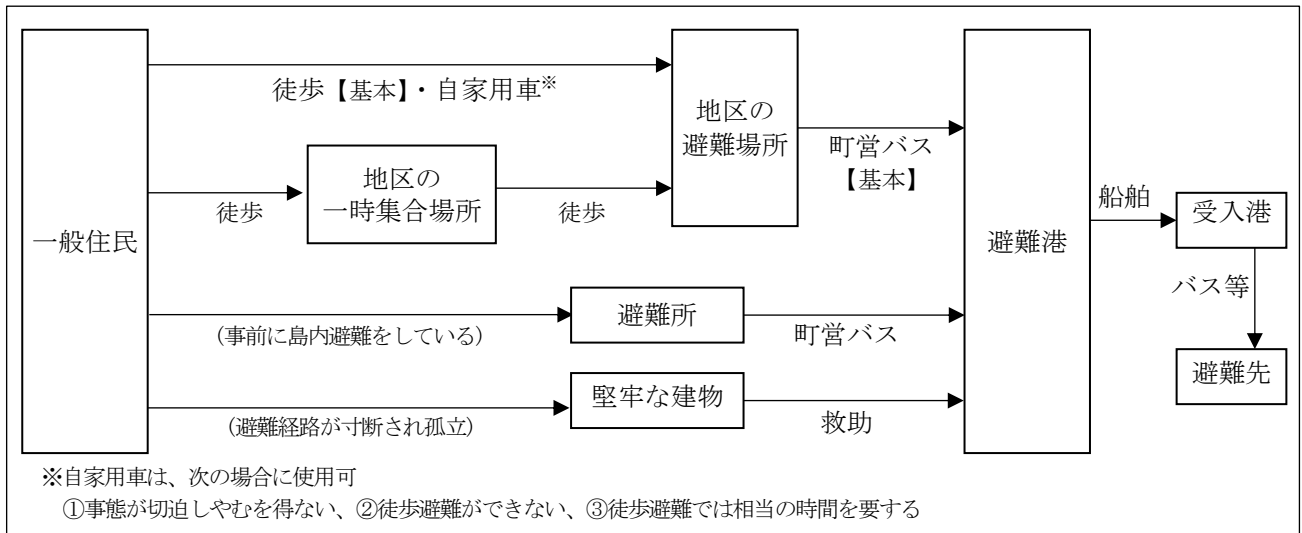 徒歩【基本】・自家用車※
地区の
避難場所
町営バス
【基本】
地区の
一時集合場所
徒歩
徒歩
船舶
受入港
一般住民
避難港
バス等
避難所
(事前に島内避難をしている)
町営バス
避難先
堅牢な建物
(避難経路が寸断され孤立)
救助
※自家用車は、次の場合に使用可
①事態が切迫しやむを得ない、②徒歩避難ができない、③徒歩避難では相当の時間を要する